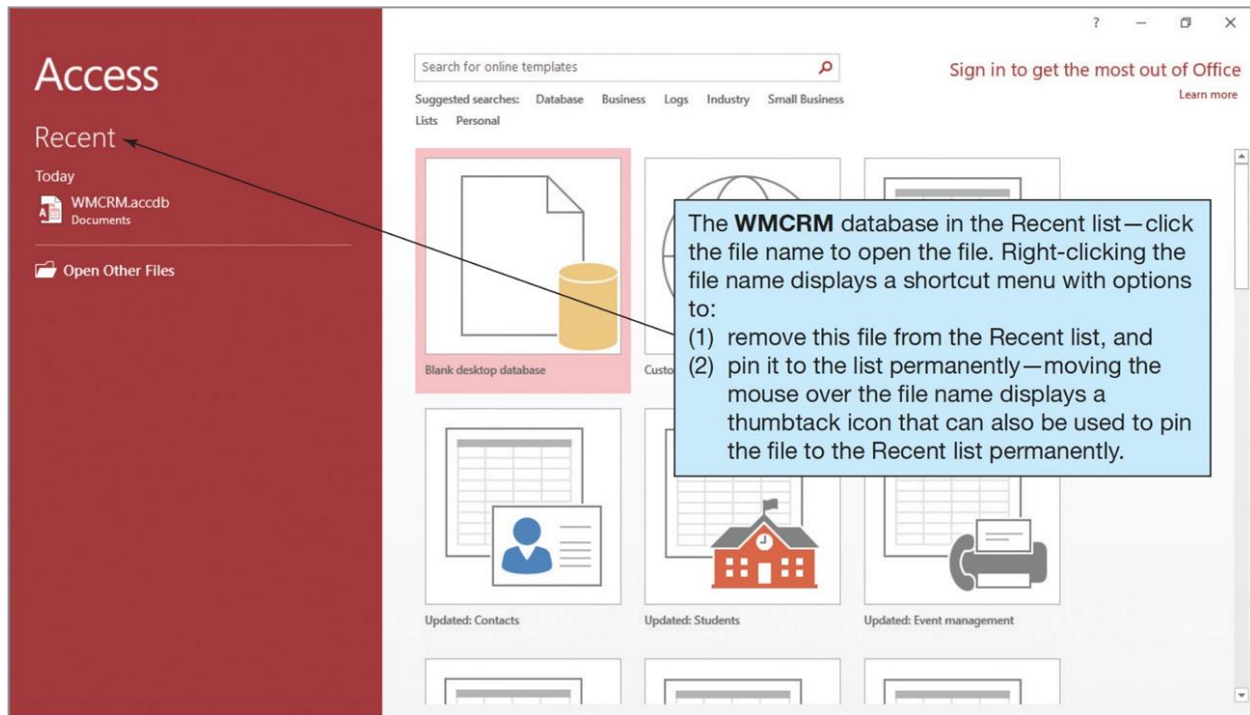 ?
Access
Recent
Today
WMCRM.accdb
Documents
Open Other Files
Search for online templates
Suggested searches: Database Business Logs Industry Small Business
Lists Personal
Sign in to get the most out of Office
Learn more
Blank desktop database
Custo
The WMCRM database in the Recent list—click
the file name to open the file. Right-clicking the
file name displays a shortcut menu with options
to:
(1) remove this file from the Recent list, and
(2) pin it to the list permanently—moving the
mouse over the file name displays a
thumbtack icon that can also be used to pin
the file to the Recent list permanently.
Updated: Contacts
Updated: Students
Updated: Event management